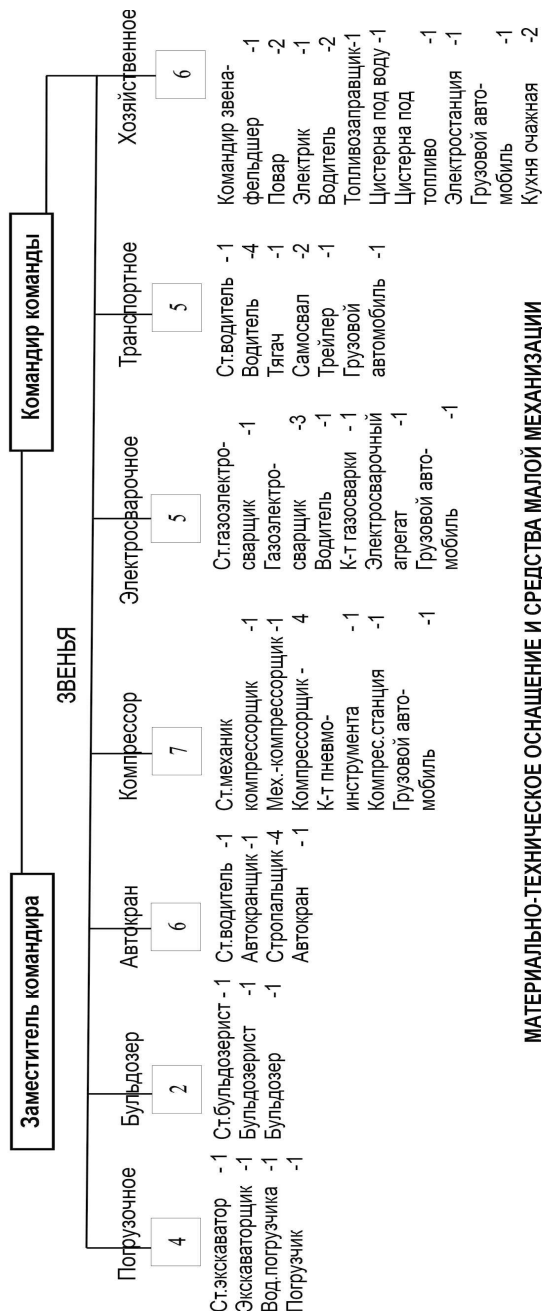 Заместитель командира
Командир команды
ЗВЕНЬЯ
Погрузочное
4
Ст.экскаватор - 1
Экскаваторщик -1
Вод.погрузчика -1
Погрузчик -1
Бульдозер
2
Ст.бульдозерист - 1
Бульдозерист -1
Бульдозер -1
Автокран
6
Ст.водитель -1
Автокранщик -1
Стропальщик -4
Автокран -1
Компрессор
7
Ст.механик
компрессорщик -1
Мех.-компрессорщик -1
Компрессорщик - 4
К-т пневмо-
инструмента - 1
Компрес.станция -1
Грузовой авто-
мобиль -1
Электросварочное
5
Ст.газоэлектро-
сварщик -1
Газоэлектро-
сварщик -3
Водитель -1
К-т газосварки - 1
Электросварочный
агрегат -1
Грузовой авто-
мобиль -1
Транспортное
5
Ст.водитель - 1
Водитель -4
Тягач -1
Самосвал -2
Трейлер -1
Грузовой
автомобиль -1
Хозяйственное
6
Командир звена-
фельдшер -1
Повар -2
Электрик -1
Водитель -2
Топливозаправщик-1
Цистерна под воду -1
Цистерна под
топливо -1
Электростанция -1
Грузовой авто-
мобиль -1
Кухня очажная -2
МАТЕРИАЛЬНО-ТЕХНИЧЕСКОЕ ОСНАЩЕНИЕ И СРЕДСТВА МАЛОЙ МЕХАНИЗАЦИИ